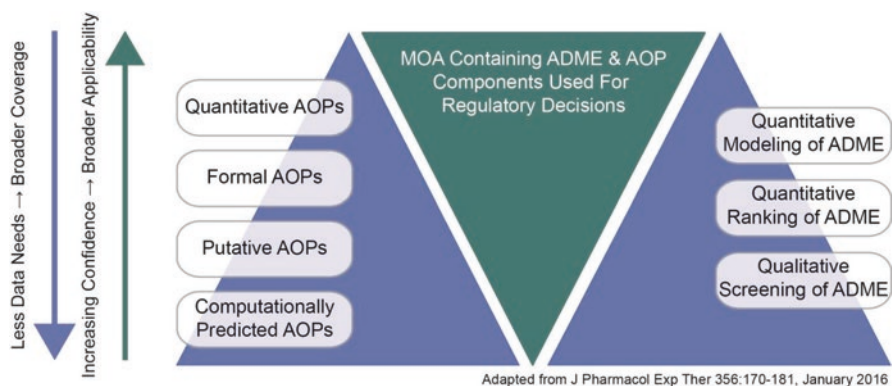 Less Data Needs → Broader Coverage
Increasing Confidence → Broader Applicability
Quantitative AOPs
Formal AOPs
Putative AOPs
Computationally
Predicted AOPs
MOA Containing ADME & AOP
Components Used For
Regulatory Decisions
Quantitative
Modeling of ADME
Quantitative
Ranking of ADME
Qualitative
Screening of ADME
Adapted from J Pharmacol Exp Ther 356:170-181, January 2016